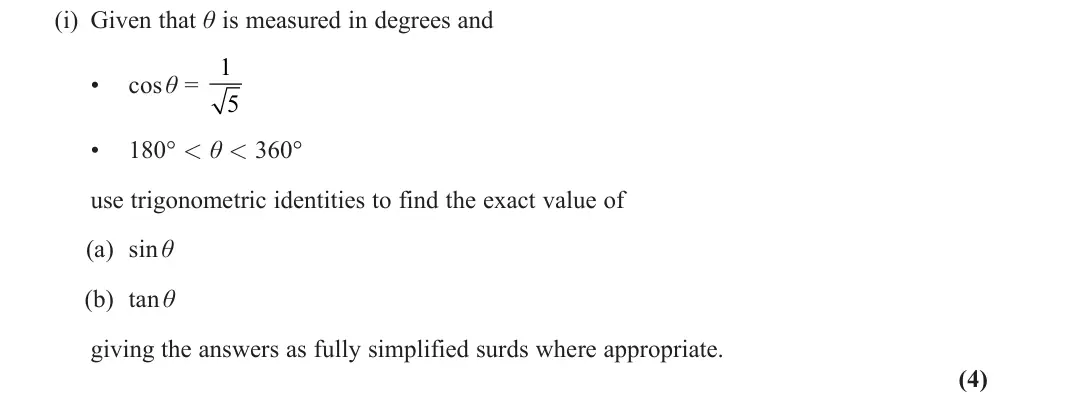 (i) Given that θ is measured in degrees and
• cos θ = 1/√5
• 180° < θ < 360°
use trigonometric identities to find the exact value of
(a) sin θ
(b) tan θ
giving the answers as fully simplified surds where appropriate.
(4)